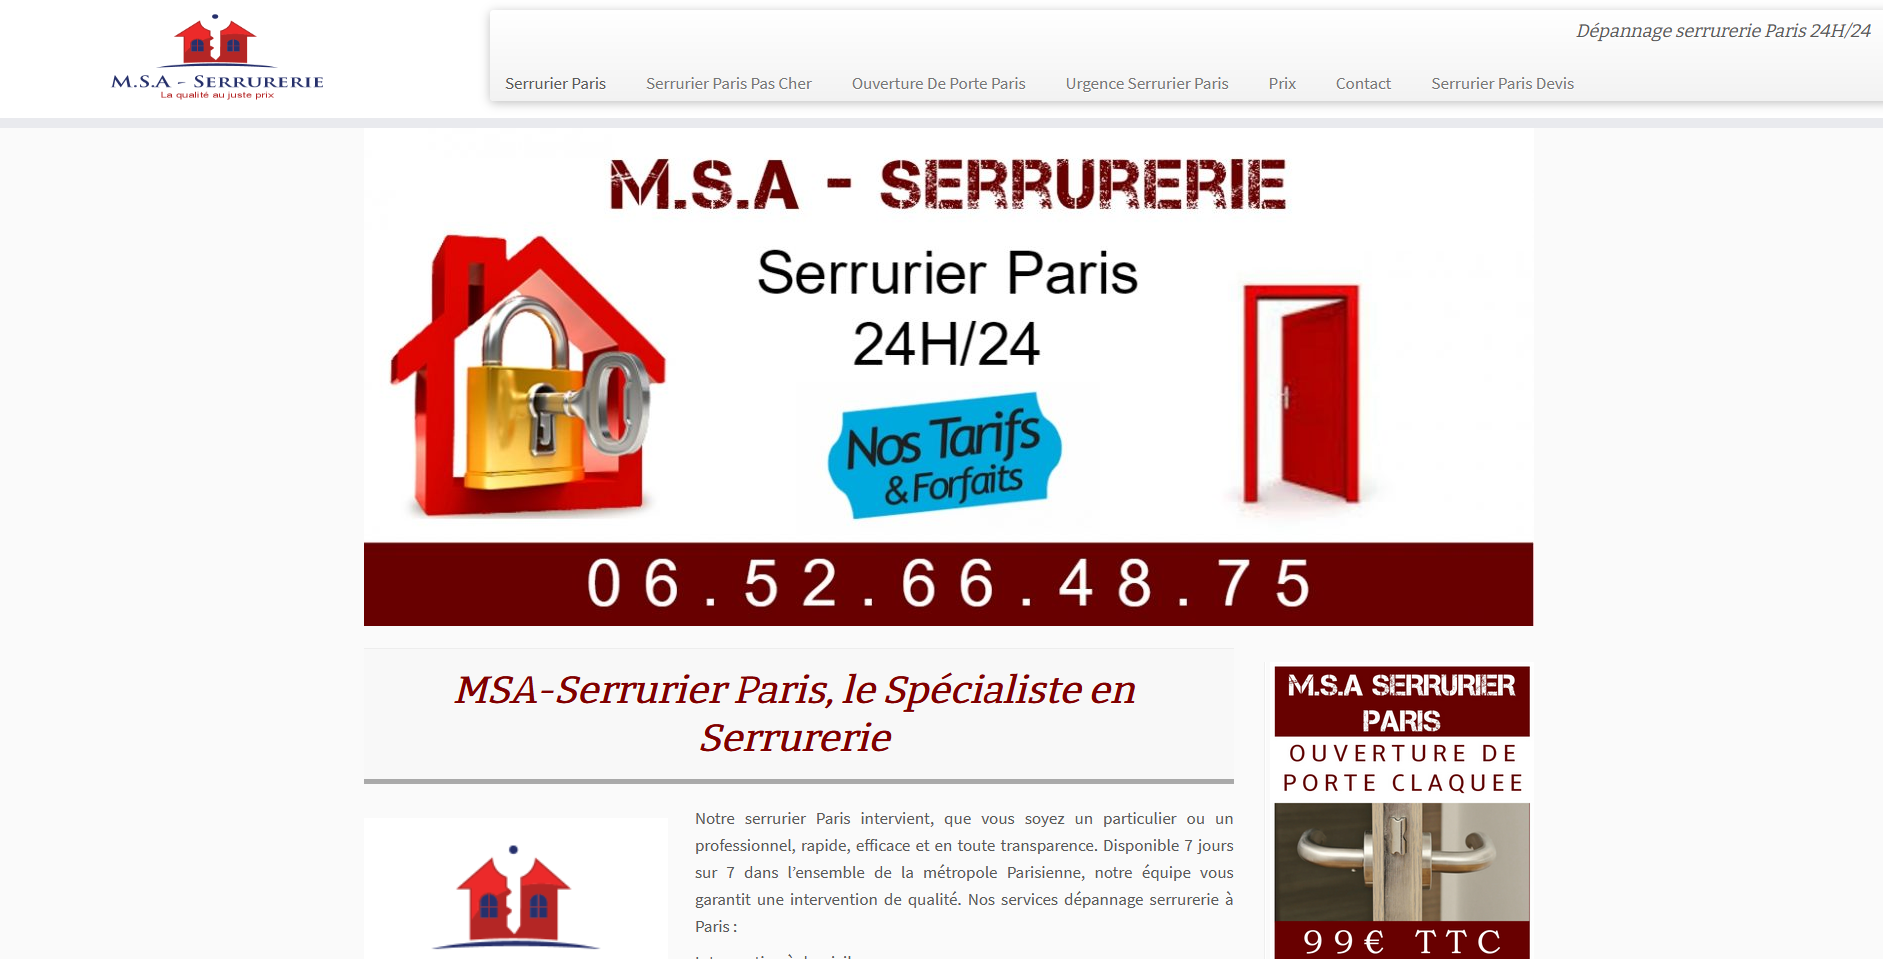 M.S.A - SERRURERIE
La qualité au juste prix
Dépannage serrurerie Paris 24H/24
Serrurier Paris
Serrurier Paris Pas Cher
Ouverture De Porte Paris
Urgence Serrurier Paris
Prix
Contact
Serrurier Paris Devis
M.S.A - SERRURERIE
Serrurier Paris
24H/24
Nos Tarifs
& Forfaits
06.52.66.48.75
MSA-Serrurier Paris, le Spécialiste en
Serrurerie
Notre serrurier Paris intervient, que vous soyez un particulier ou un
professionnel, rapide, efficace et en toute transparence. Disponible 7 jours
sur 7 dans l’ensemble de la métropole Parisienne, notre équipe vous
garantit une intervention de qualité. Nos services dépannage serrurerie à
Paris :
M.S.A SERRURIER
PARIS
OUVERTURE DE
PORTE CLAQUEE
99€ TTC